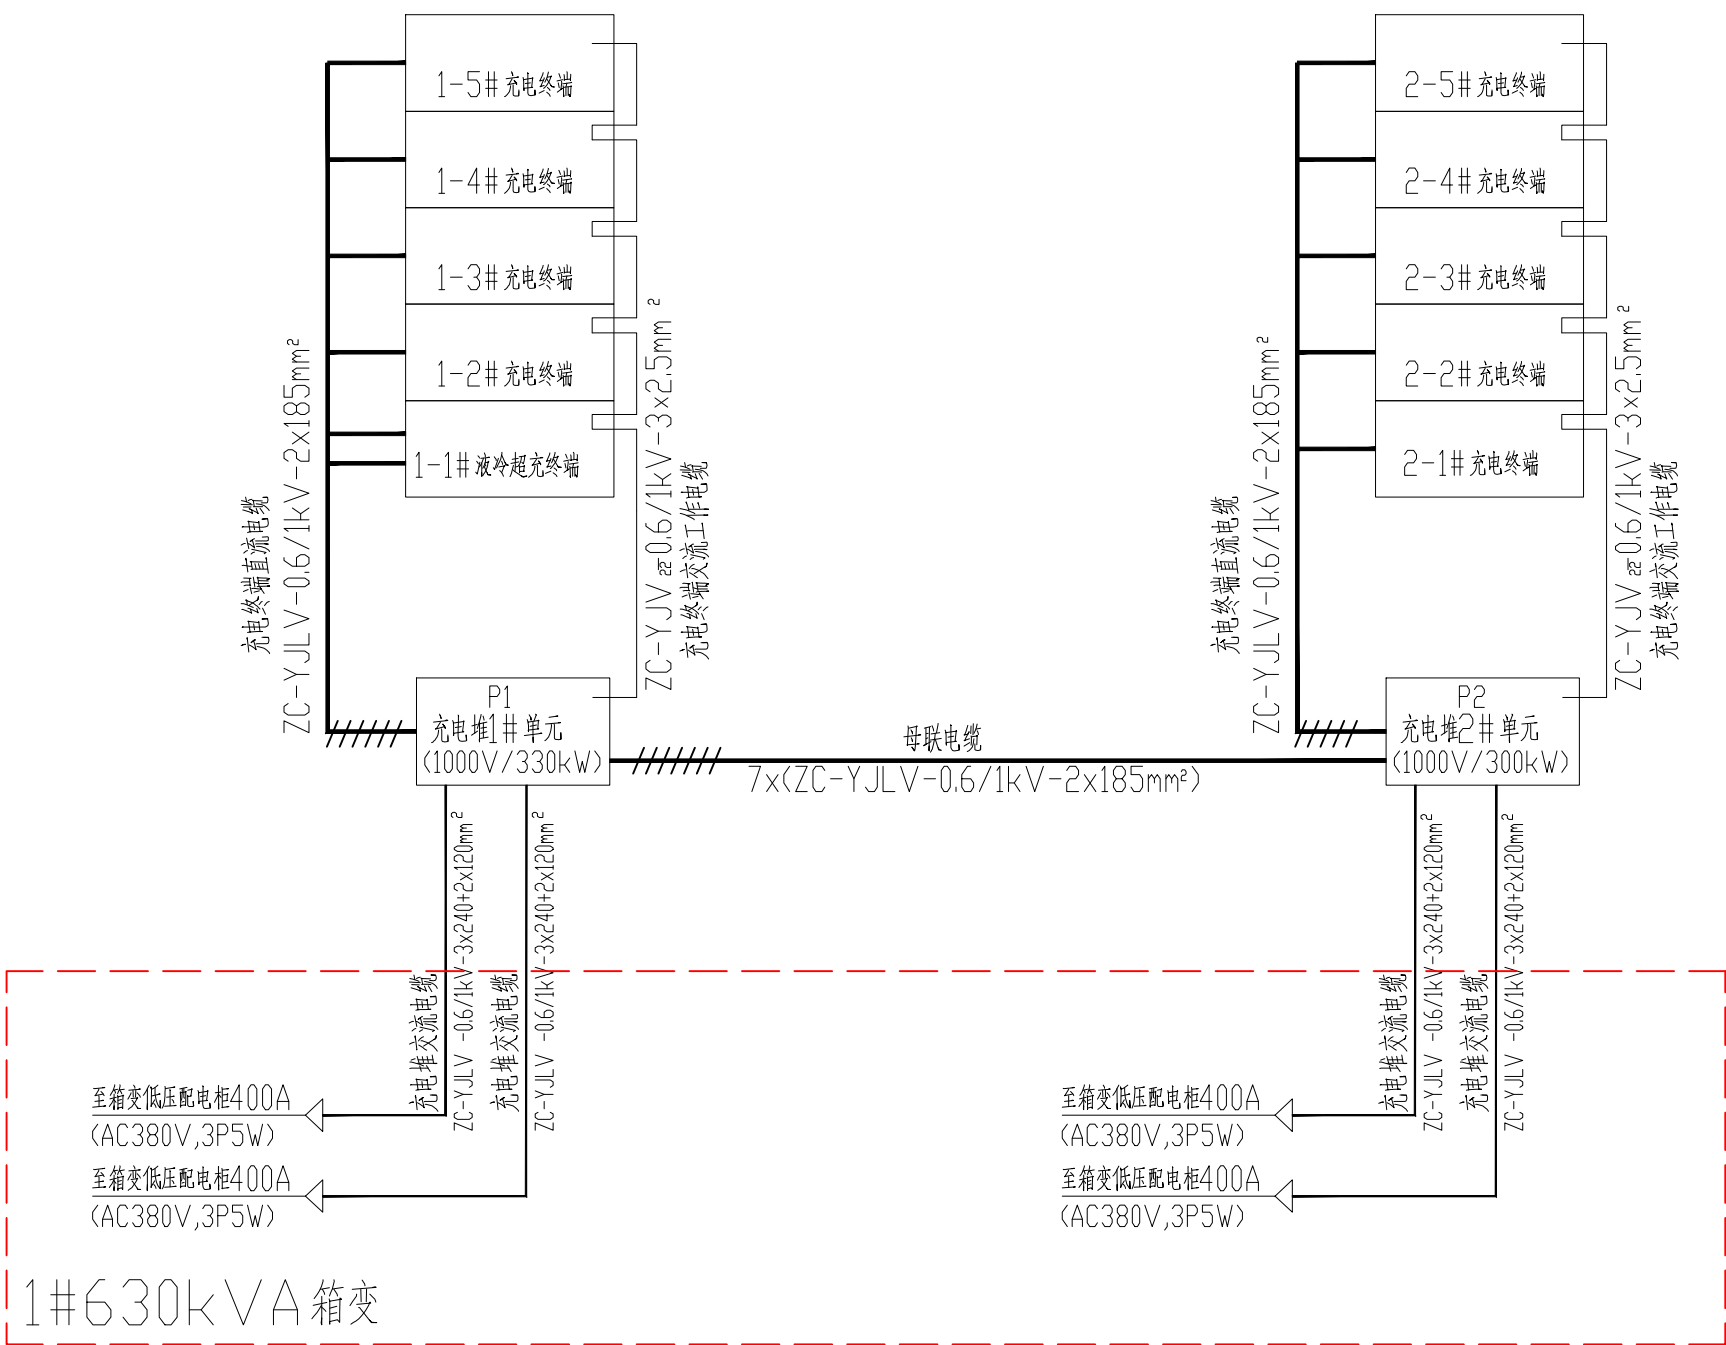 1-5#充电终端
1-4#充电终端
1-3#充电终端
1-2#充电终端
1-1#液冷超充终端
充电终端直流电缆
ZC-YJLV-0.6/1kV-2x185mm²
ZC-YJV22-0.6/1kV-3x2.5mm²
充电终端交流工作电缆
2-5#充电终端
2-4#充电终端
2-3#充电终端
2-2#充电终端
2-1#充电终端
充电终端直流电缆
ZC-YJLV-0.6/1kV-2x185mm²
ZC-YJV22-0.6/1kV-3x2.5mm²
充电终端交流工作电缆
P1
充电堆1#单元
(1000V/330kW)
母联电缆
7x(ZC-YJLV-0.6/1kV-2x185mm²)
P2
充电堆2#单元
(1000V/300kW)
充电堆交流电缆
ZC-YJLV -0.6/1kV-3x240+2x120mm²
充电堆交流电缆
ZC-YJLV -0.6/1kV-3x240+2x120mm²
充电堆交流电缆
ZC-YJLV -0.6/1kV-3x240+2x120mm²
充电堆交流电缆
ZC-YJLV -0.6/1kV-3x240+2x120mm²
至箱变低压配电柜400A
(AC380V,3P5W)
至箱变低压配电柜400A
(AC380V,3P5W)
至箱变低压配电柜400A
(AC380V,3P5W)
至箱变低压配电柜400A
(AC380V,3P5W)
1#630kVA箱变